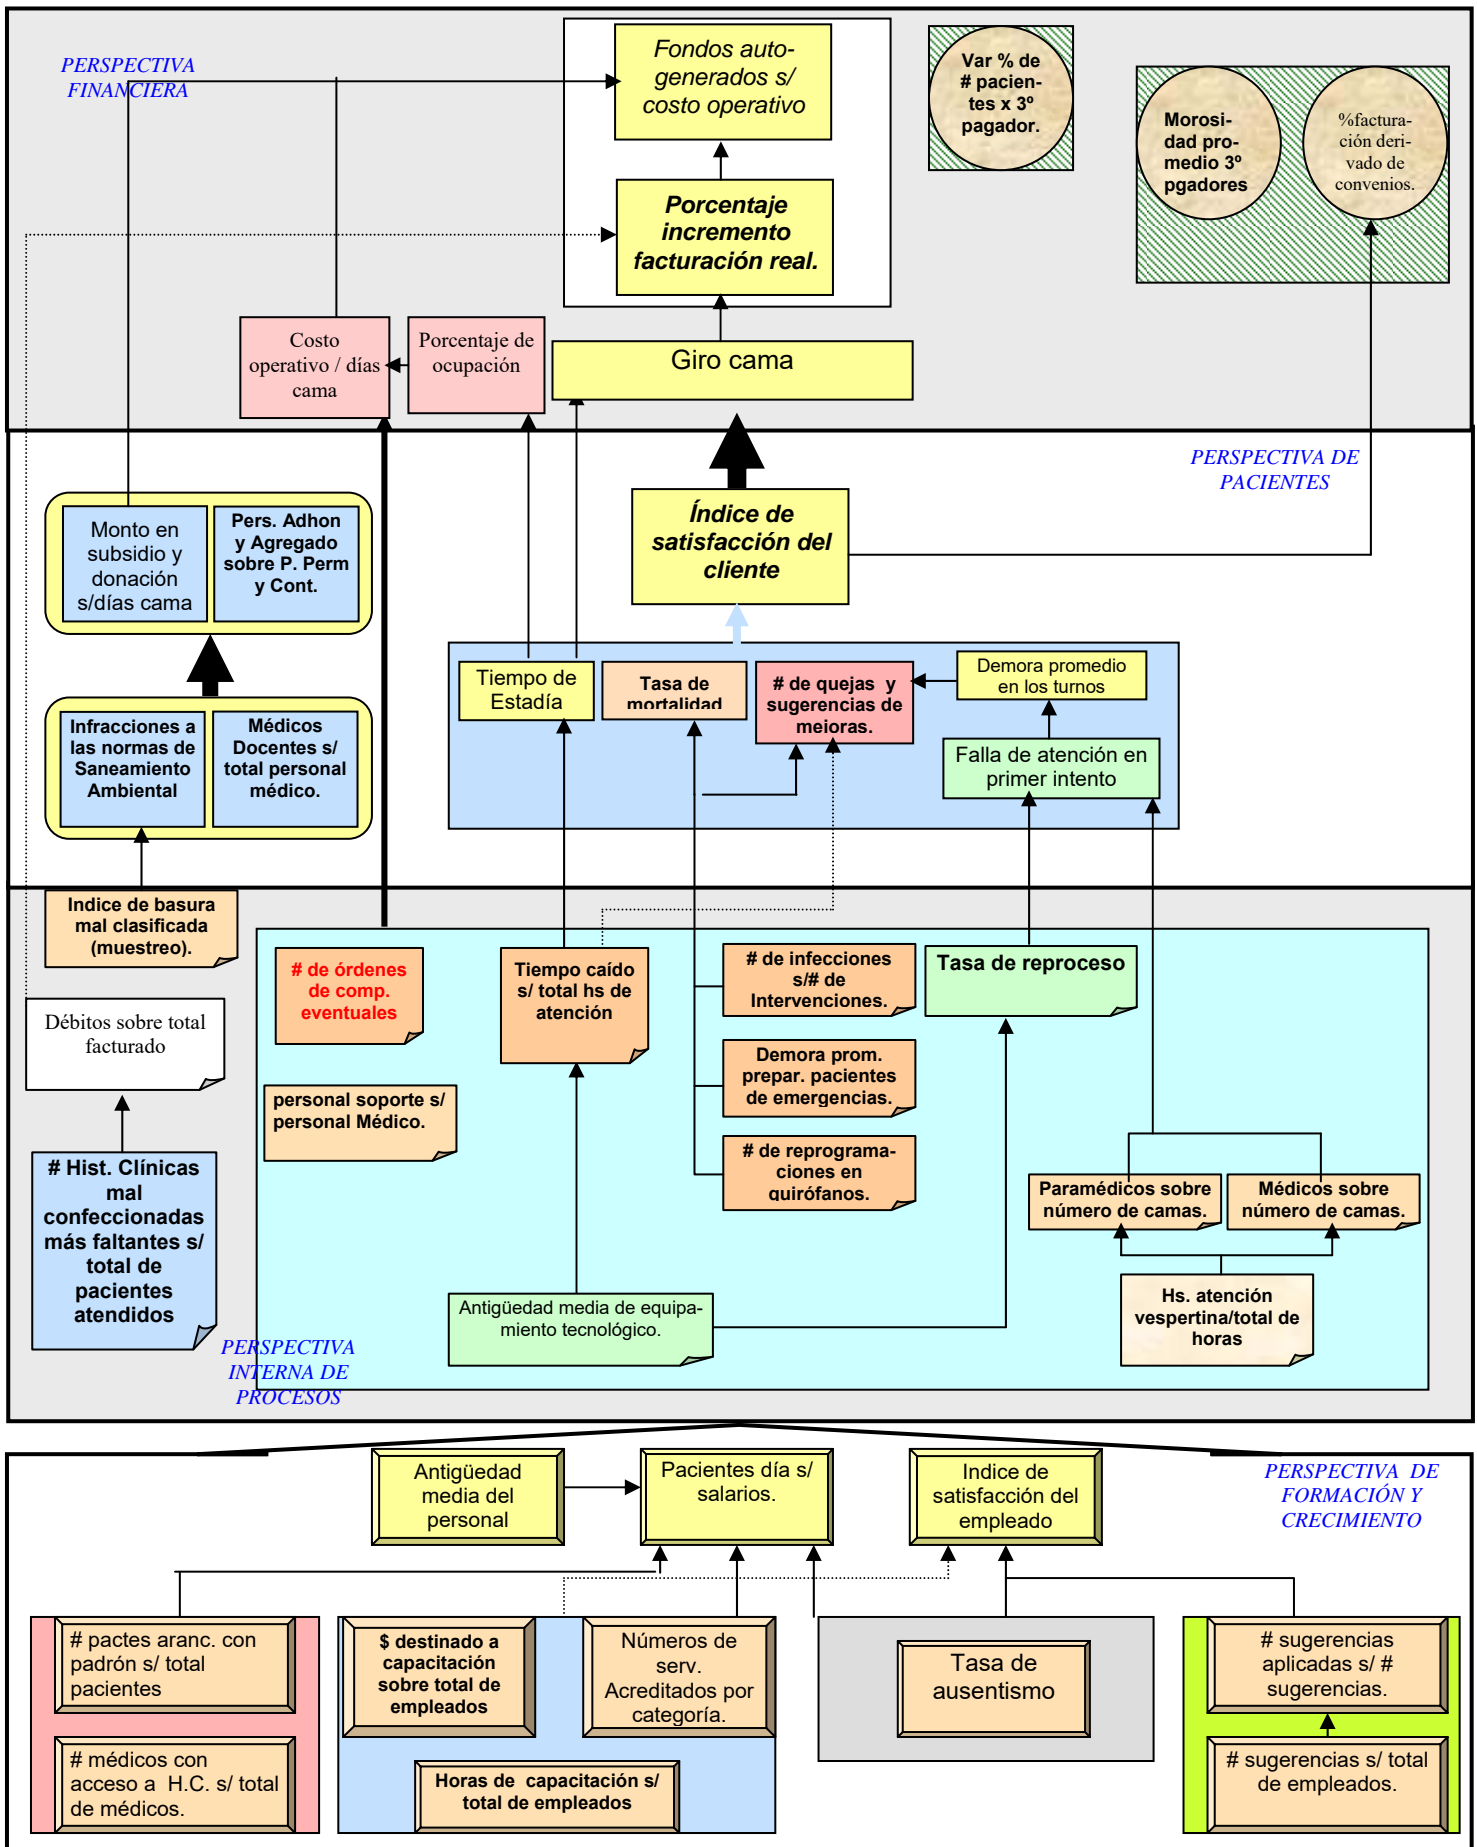 PERSPECTIVA
FINANCIERA
Fondos auto-
generados s/
costo operativo
Var % de
# pacien-
tes x 3º
pagador.
Morosi-
dad pro-
medio 3º
pgadores
%factura-
ción deri-
vado de
convenios.
Porcentaje
incremento
facturación real.
Costo
operativo / días
cama
Porcentaje de
ocupación
Giro cama
PERSPECTIVA DE
PACIENTES
Monto en
subsidio y
donación
s/días cama
Pers. Adhon
y Agregado
sobre P. Perm
y Cont.
Índice de
satisfacción del
cliente
Infracciones a
las normas de
Saneamiento
Ambiental
Médicos
Docentes s/
total personal
médico.
Tiempo de
Estadía
Tasa de
mortalidad
# de quejas y
sugerencias de
mejoras.
Demora promedio
en los turnos
Falla de atención en
primer intento
Indice de basura
mal clasificada
(muestreo).
Débitos sobre total
facturado
# Hist. Clínicas
mal
confeccionadas
más faltantes s/
total de
pacientes
atendidos
# de órdenes
de comp.
eventuales
personal soporte s/
personal Médico.
Tiempo caído
s/ total hs de
atención
# de infecciones
s/# de
Intervenciones.
Demora prom.
prepar. pacientes
de emergencias.
# de reprograma-
ciones en
quirófanos.
Tasa de reproceso
Paramédicos sobre
número de camas.
Médicos sobre
número de camas.
Hs. atención
vespertina/total de
horas
Antigüedad media de equipa-
miento tecnológico.
PERSPECTIVA
INTERNA DE
PROCESOS
Antigüedad
media del
personal
Pacientes día s/
salarios.
Indice de
satisfacción del
empleado
PERSPECTIVA DE
FORMACIÓN Y
CRECIMIENTO
# pactes aranc. con
padrón s/ total
pacientes
# médicos con
acceso a H.C. s/ total
de médicos.
$ destinado a
capacitación
sobre total de
empleados
Números de
serv.
Acreditados por
categoría.
Horas de capacitación s/
total de empleados
Tasa de
ausentismo
# sugerencias
aplicadas s/ #
sugerencias.
# sugerencias s/ total
de empleados.